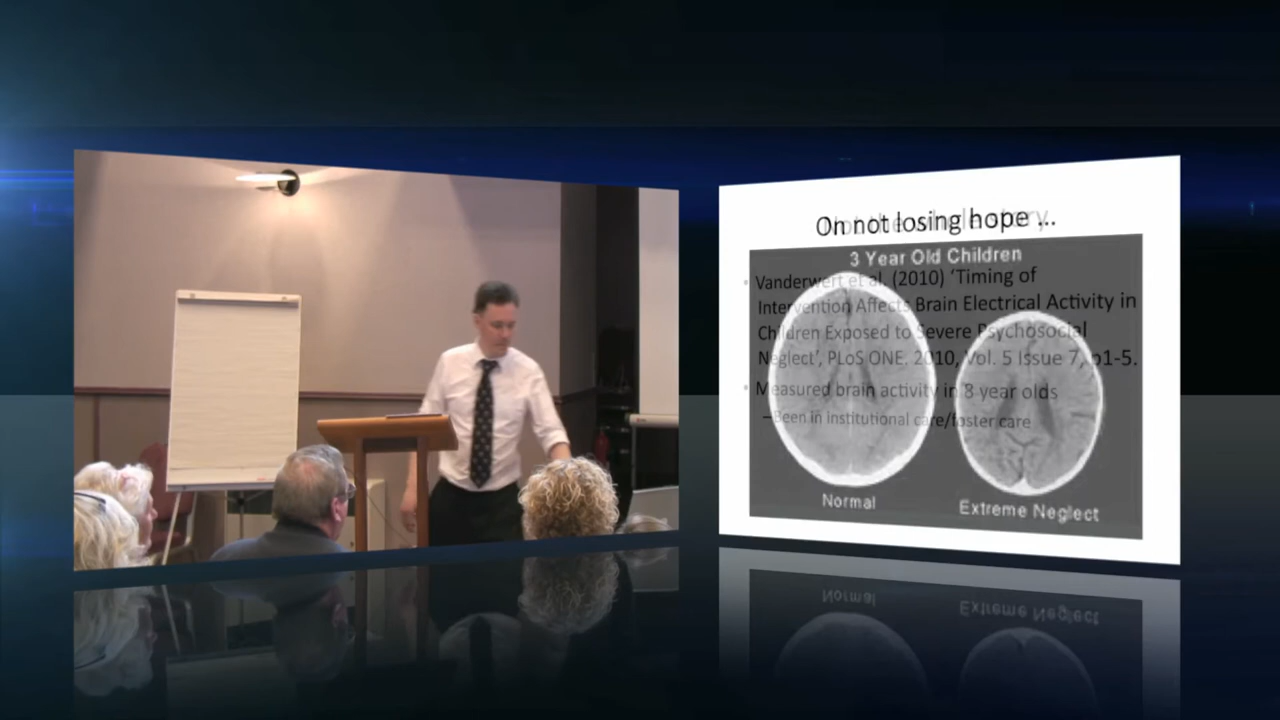 On not losing hope ...
3 Year Old Children
• Vanderwert et al. (2010) ‘Timing of
Intervention Affects Brain Electrical Activity in
Children Exposed to Severe Psychosocial
Neglect’, PLoS ONE. 2010, Vol. 5 Issue 7, p1-5.
• Measured brain activity in 8 year olds
–Been in institutional care/foster care
Normal
Extreme Neglect